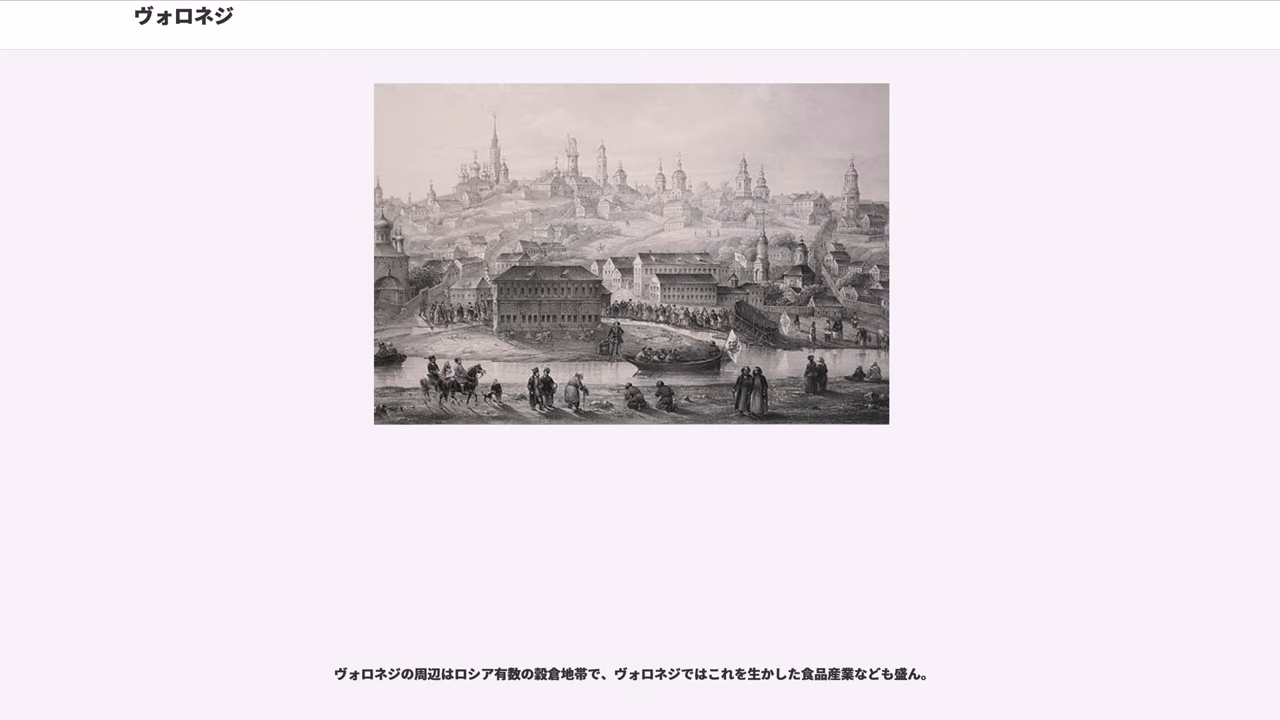 ヴォロネジ
ヴォロネジの周辺はロシア有数の穀倉地帯で、ヴォロネジではこれを生かした食品産業なども盛ん。